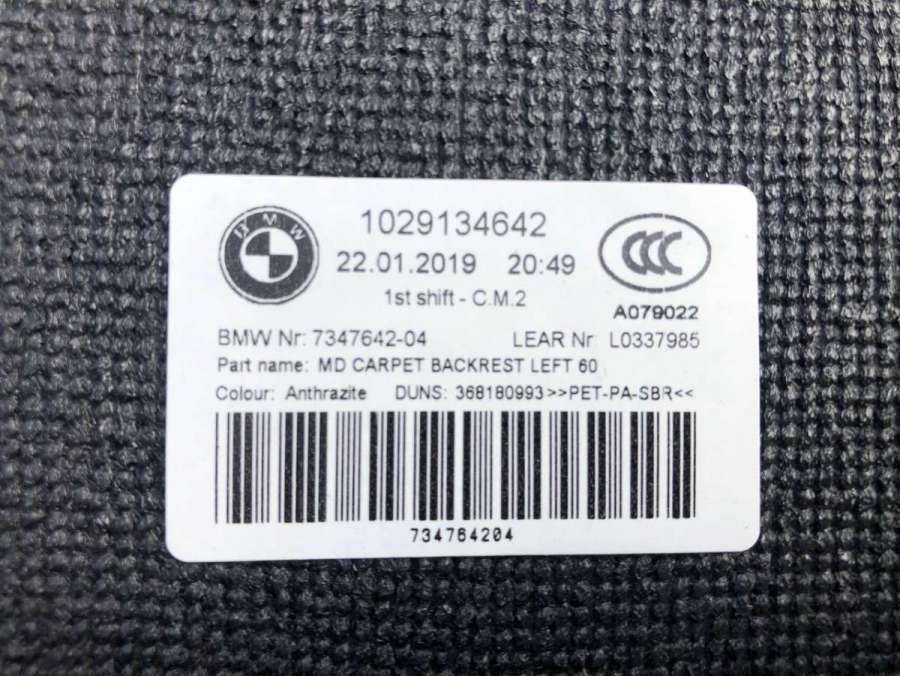 BMW
1029134642
22.01.2019 20:49
1st shift - C.M.2
CCC
A079022
BMW Nr: 7347642-04 LEAR Nr: L0337985
Part name: MD CARPET BACKREST LEFT 60
Colour: Anthrazite DUNS: 368180993>>PET-PA-SBR<<
734764204